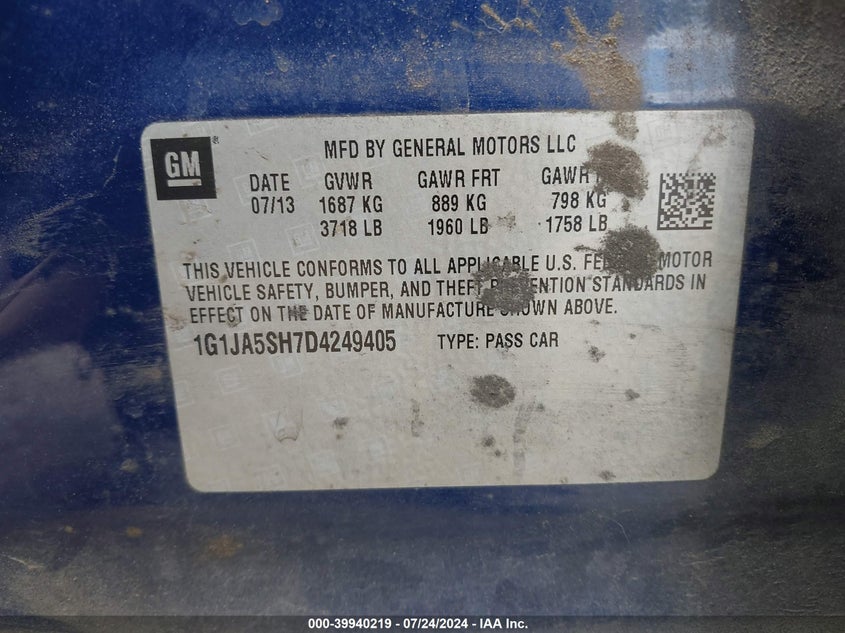 GM ®
MFD BY GENERAL MOTORS LLC
DATE GVWR GAWR FRT GAWR
07/13 1687 KG 889 KG 798 KG
3718 LB 1960 LB 1758 LB
THIS VEHICLE CONFORMS TO ALL APPLICABLE U.S. FEDERAL MOTOR
VEHICLE SAFETY, BUMPER, AND THEFT PREVENTION STANDARDS IN
EFFECT ON THE DATE OF MANUFACTURE SHOWN ABOVE.
1G1JA5SH7D4249405 TYPE: PASS CAR
000-39940219 - 07/24/2024 - IAA Inc.